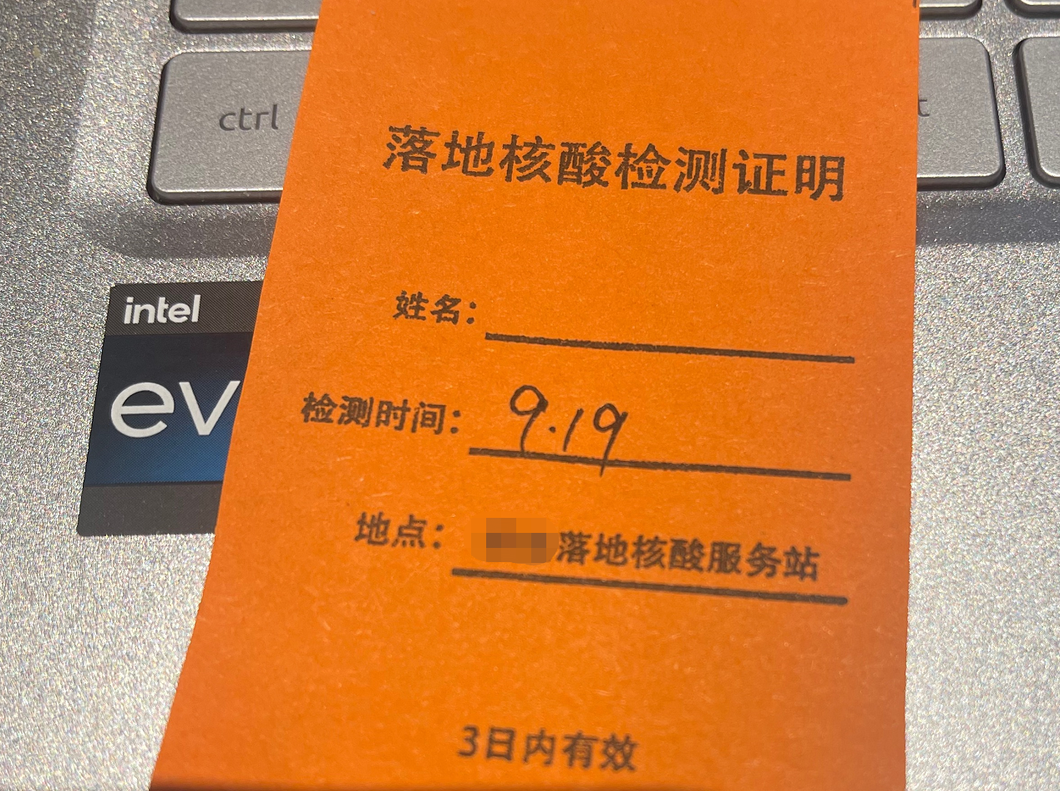 ctrl
落地核酸检测证明
intel
ev
姓名:
检测时间: 9.19
地点: 落地核酸服务站
3日内有效